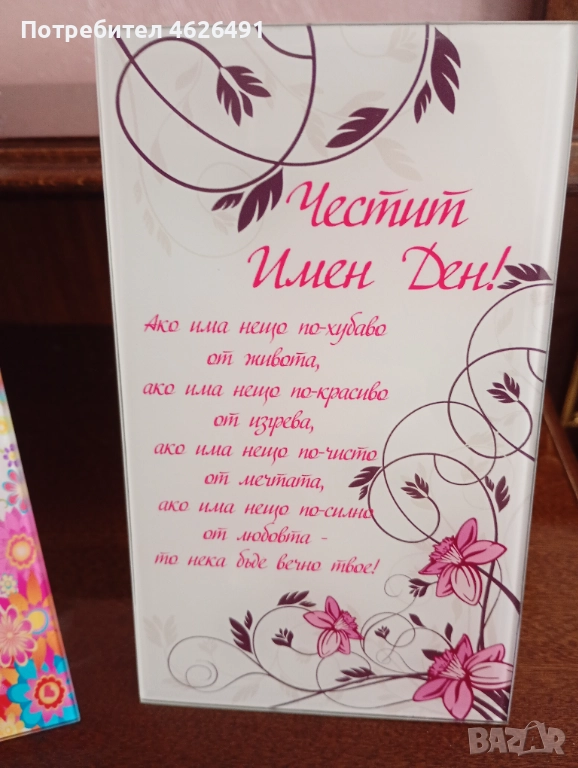 Потребител 4626491
Честит
Имен Ден!
Ако има нещо по-хубаво
от живота,
ако има нещо по-красиво
от изгрева,
ако има нещо по-чисто
от мечтата,
ако има нещо по-силно
от любовта -
то нека бъде вечно твое!
BAZAR